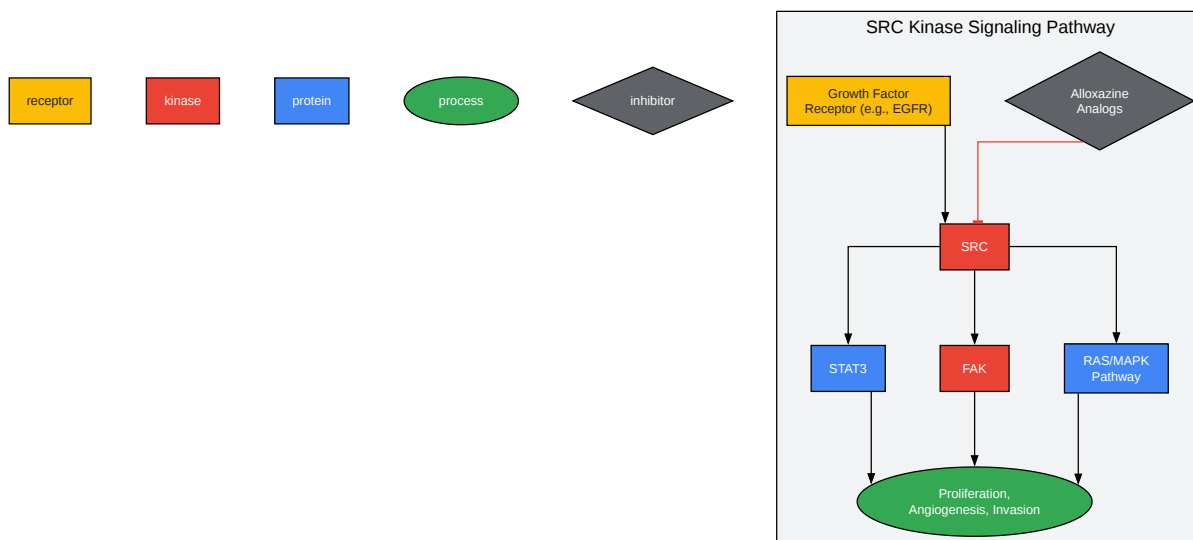 SRC Kinase Signaling Pathway
receptor
kinase
protein
process
inhibitor
Growth Factor
Receptor (e.g., EGFR)
Alloxazine
Analogs
SRC
STAT3
FAK
RAS/MAPK
Pathway
Proliferation,
Angiogenesis, Invasion